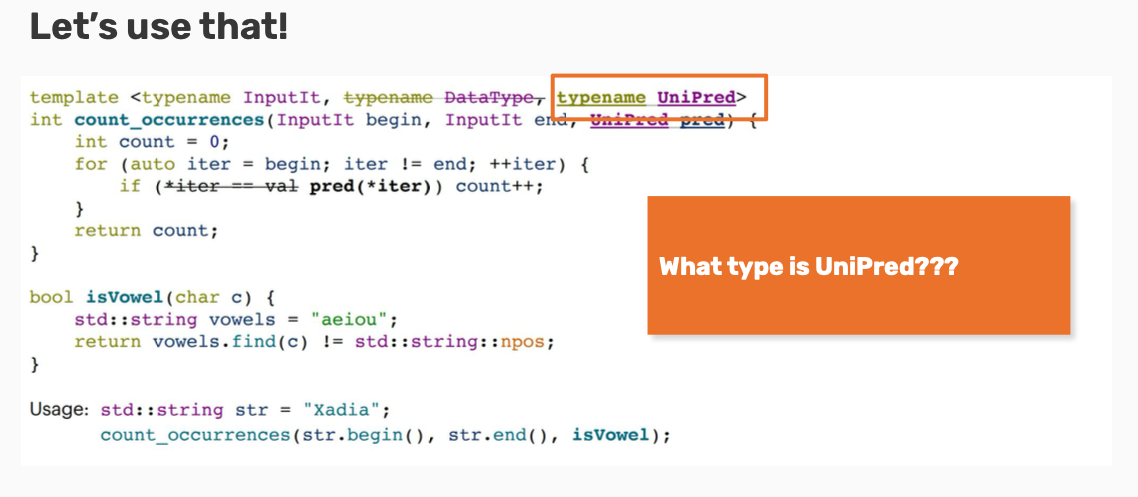 Let's use that!
template <typename InputIt, typename DataType, typename UniPred>
int count_occurrences(InputIt begin, InputIt end, UniPred pred) {
    int count = 0;
    for (auto iter = begin; iter != end; ++iter) {
        if (*iter == val pred(*iter)) count++;
    }
    return count;
}
What type is UniPred???
bool isVowel(char c) {
    std::string vowels = "aeiou";
    return vowels.find(c) != std::string::npos;
}
Usage: std::string str = "Xadia";
count_occurrences(str.begin(), str.end(), isVowel);